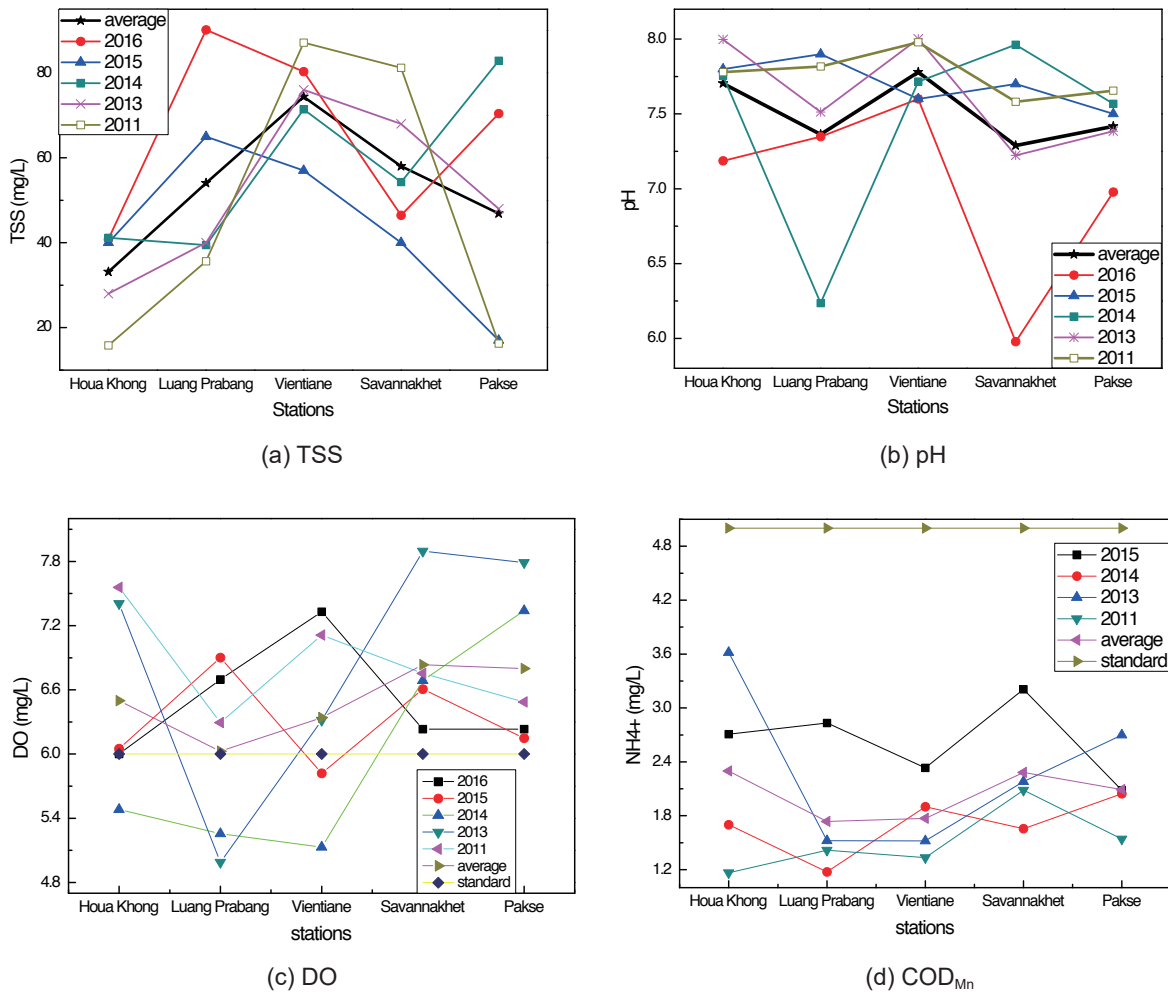 average
2016
2015
2014
2013
2011
80
60
40
20
TSS (mg/L)
Houa Khong Luang Prabang Vientiane Savannakhet Pakse
Stations
(a) TSS
8.0
7.5
7.0
6.5
6.0
pH
average
2016
2015
2014
2013
2011
Houa Khong Luang Prabang Vientiane Savannakhet Pakse
Stations
(b) pH
7.8
7.2
6.6
6.0
5.4
4.8
DO (mg/L)
2016
2015
2014
2013
2011
average
standard
Houa Khong Luang Prabang Vientiane Savannakhet Pakse
stations
(c) DO
4.8
4.2
3.6
3.0
2.4
1.8
1.2
NH4+ (mg/L)
2015
2014
2013
2011
average
standard
Houa Khong Luang Prabang Vientiane Savannakhet Pakse
stations
(d) COD<sub>Mn</sub>